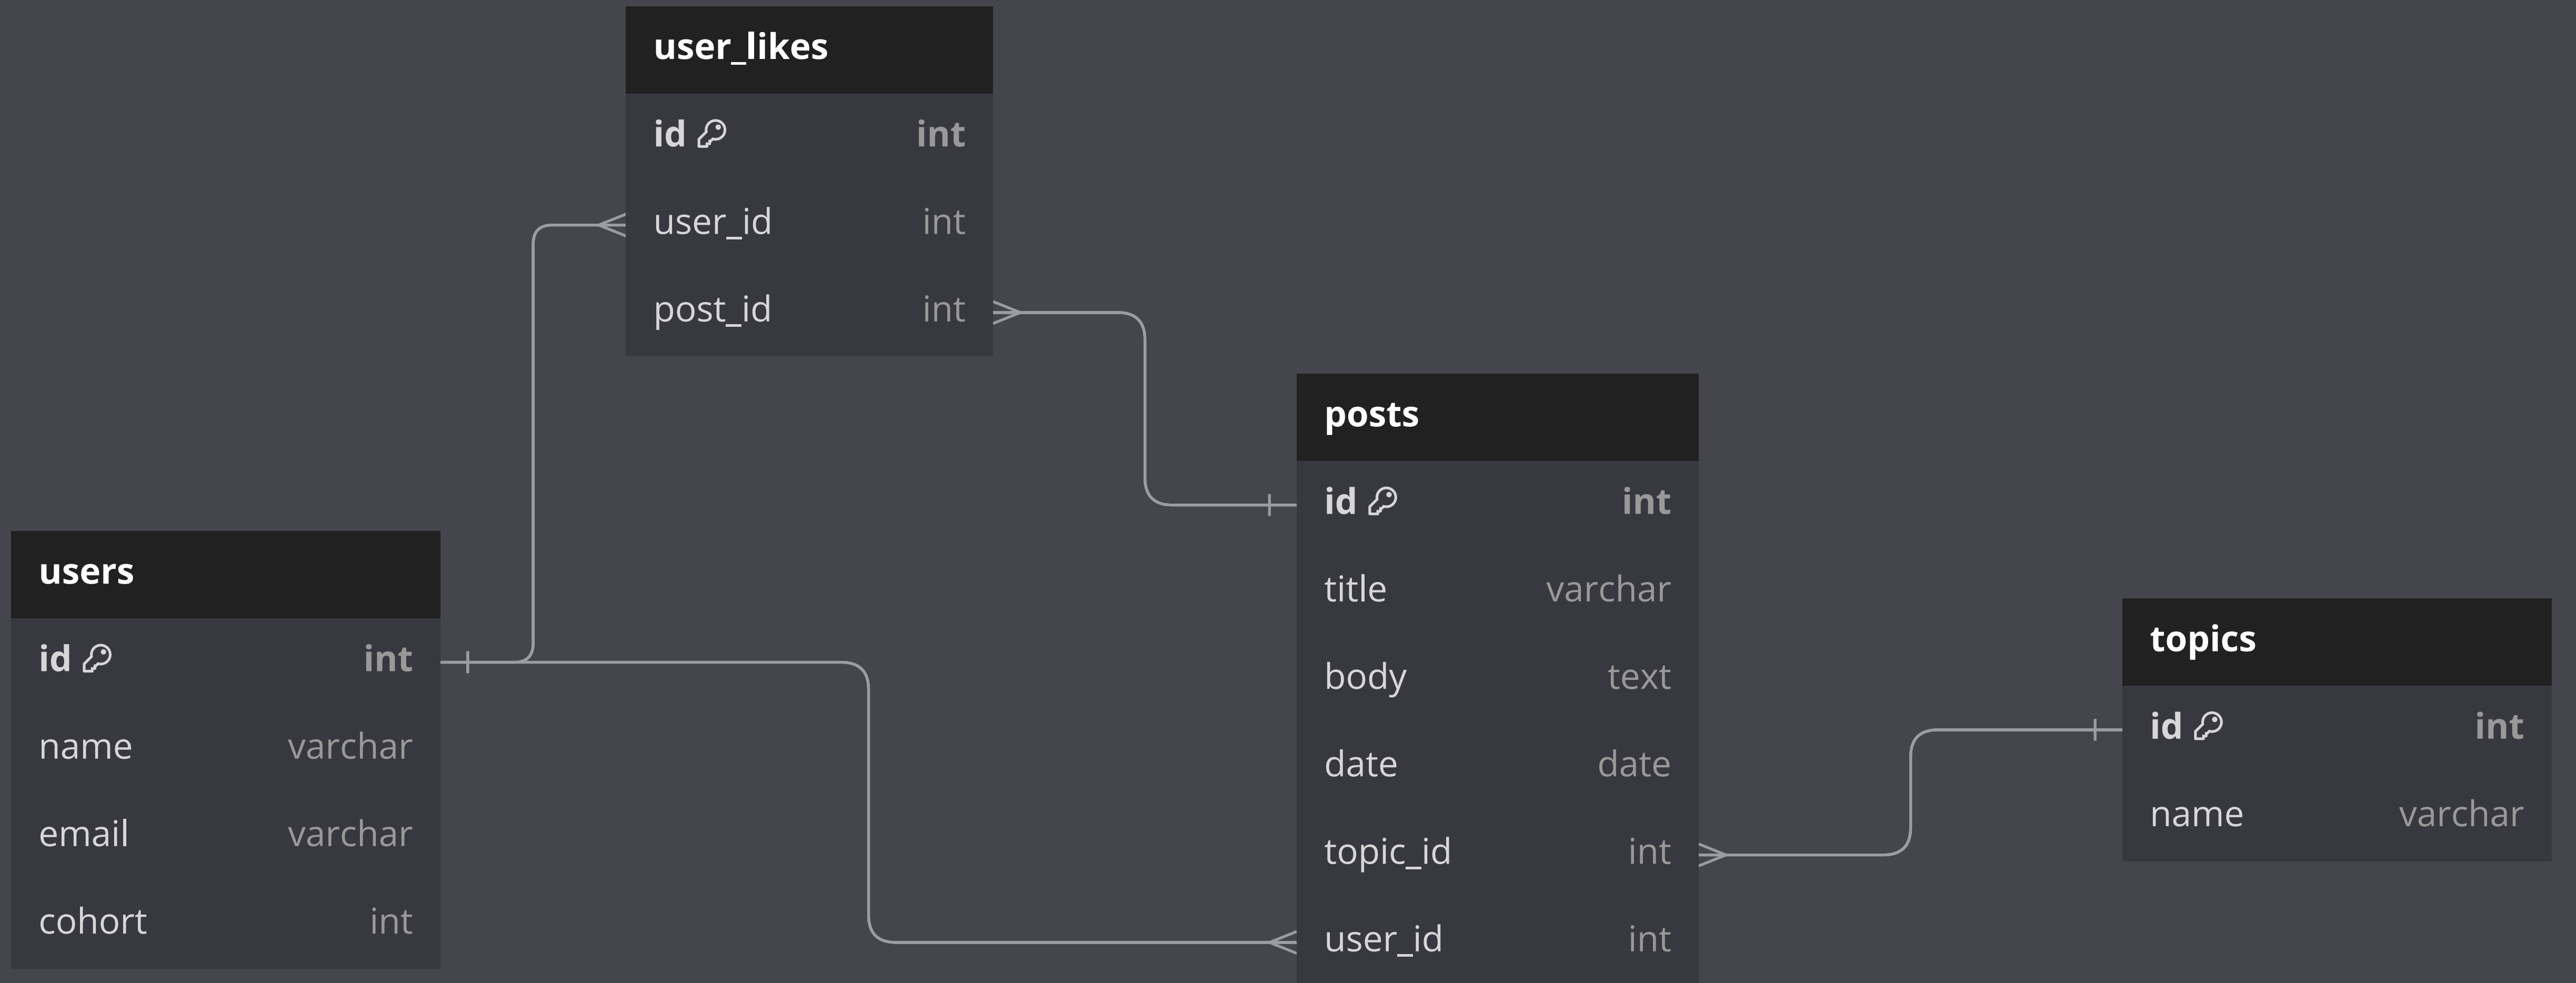 user_likes
id int
user_id int
post_id int
posts
id int
title varchar
body text
date date
topic_id int
user_id int
users
id int
name varchar
email varchar
cohort int
topics
id int
name varchar